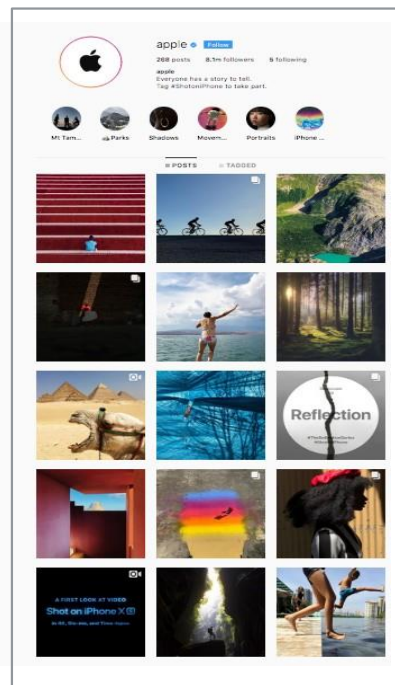 apple Follow
268 posts 8.1m followers 5 following
apple
Everyone has a story to tell.
Tag #ShotoniPhone to take part.
Mt Tam... Parks Shadows Movem... Portraits iPhone ...
POSTS TAGGED
Reflection
A FIRST LOOK AT VIDEO
Shot on iPhone X